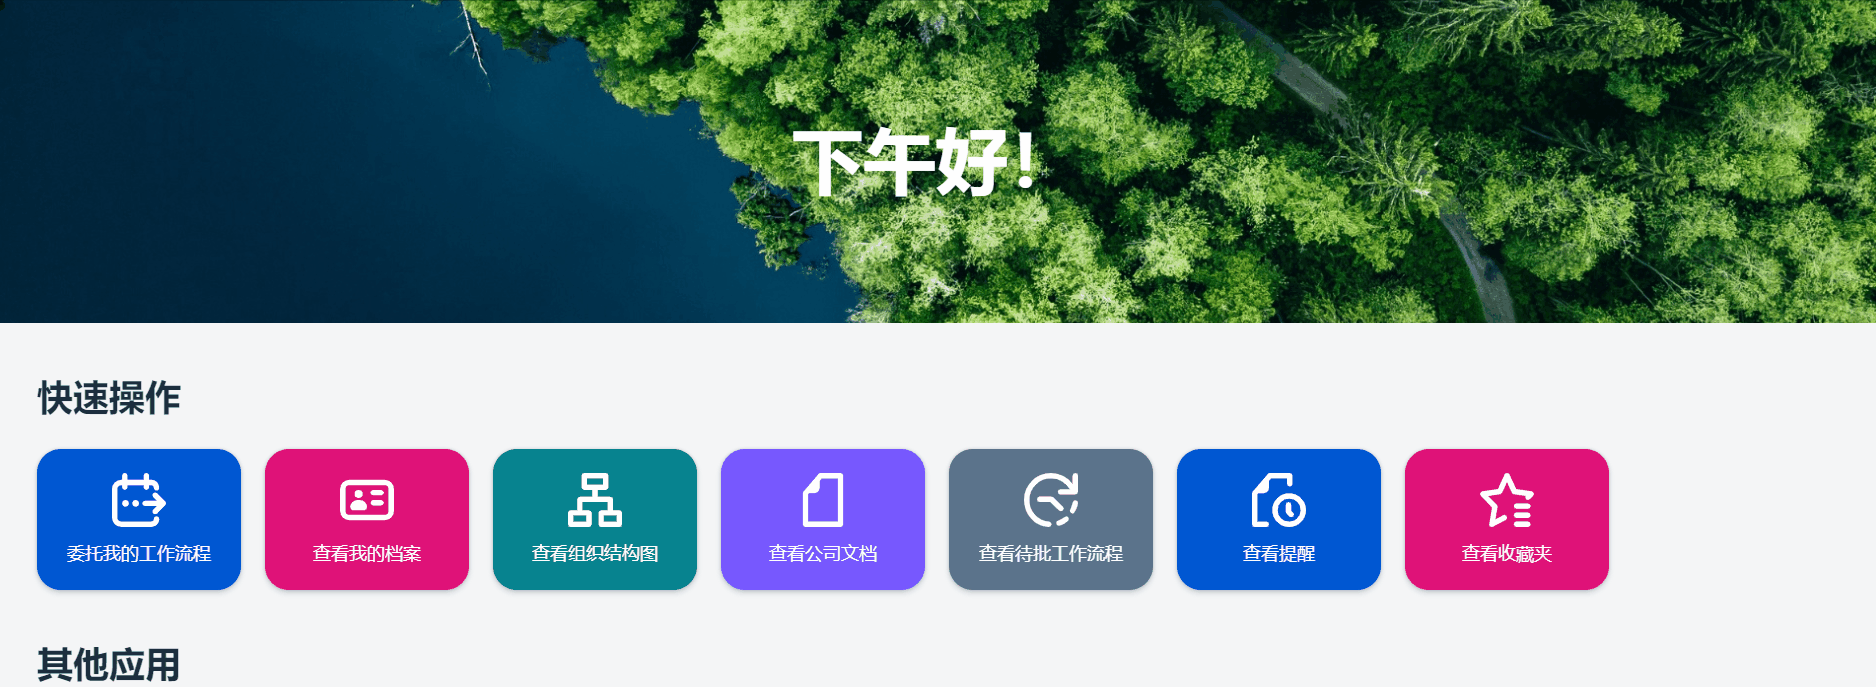 下午好！
快速操作
委托我的工作流程
查看我的档案
查看组织结构图
查看公司文档
查看待批工作流程
查看提醒
查看收藏夹
其他应用